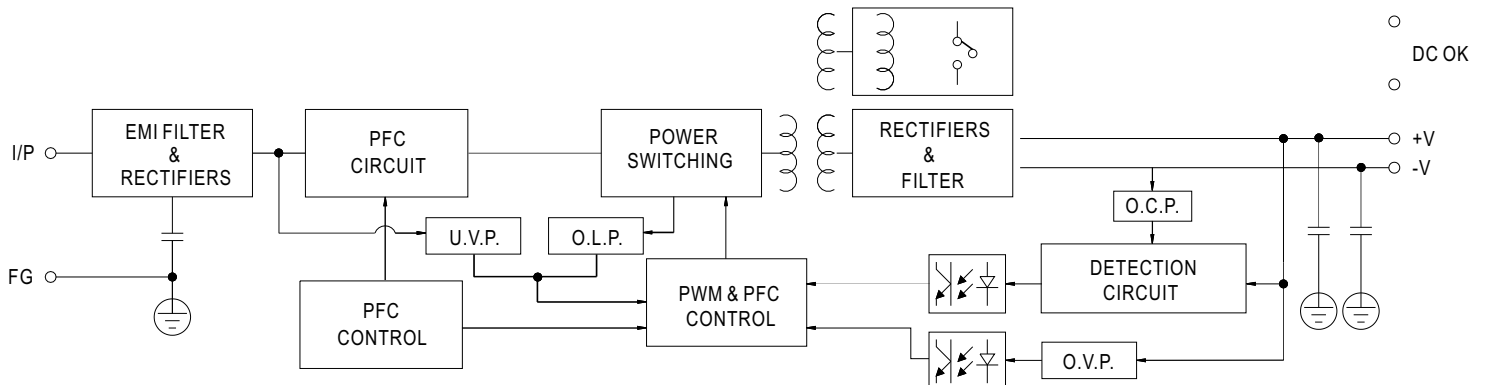 DC OK
I/P
EMI FILTER
&
RECTIFIERS
PFC
CIRCUIT
POWER
SWITCHING
RECTIFIERS
&
FILTER
+V
-V
O.C.P.
U.V.P.
O.L.P.
DETECTION
CIRCUIT
FG
PFC
CONTROL
PWM & PFC
CONTROL
O.V.P.